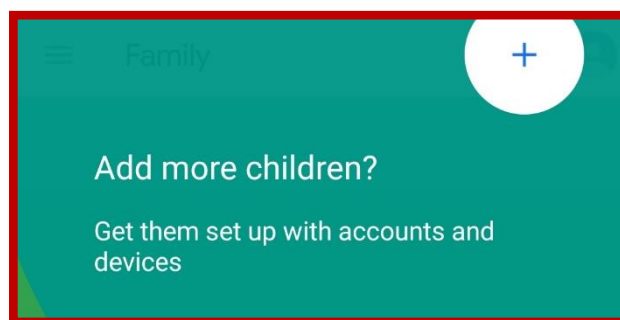 Family
+
Add more children?
Get them set up with accounts and
devices